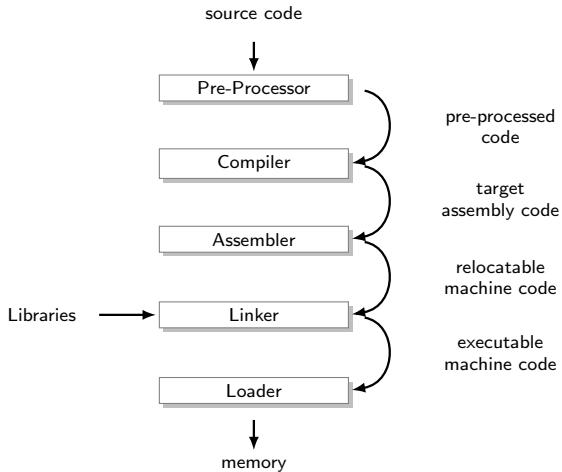 source code
Pre-Processor
pre-processed
code
Compiler
target
assembly code
Assembler
relocatable
machine code
Libraries
Linker
executable
machine code
Loader
memory